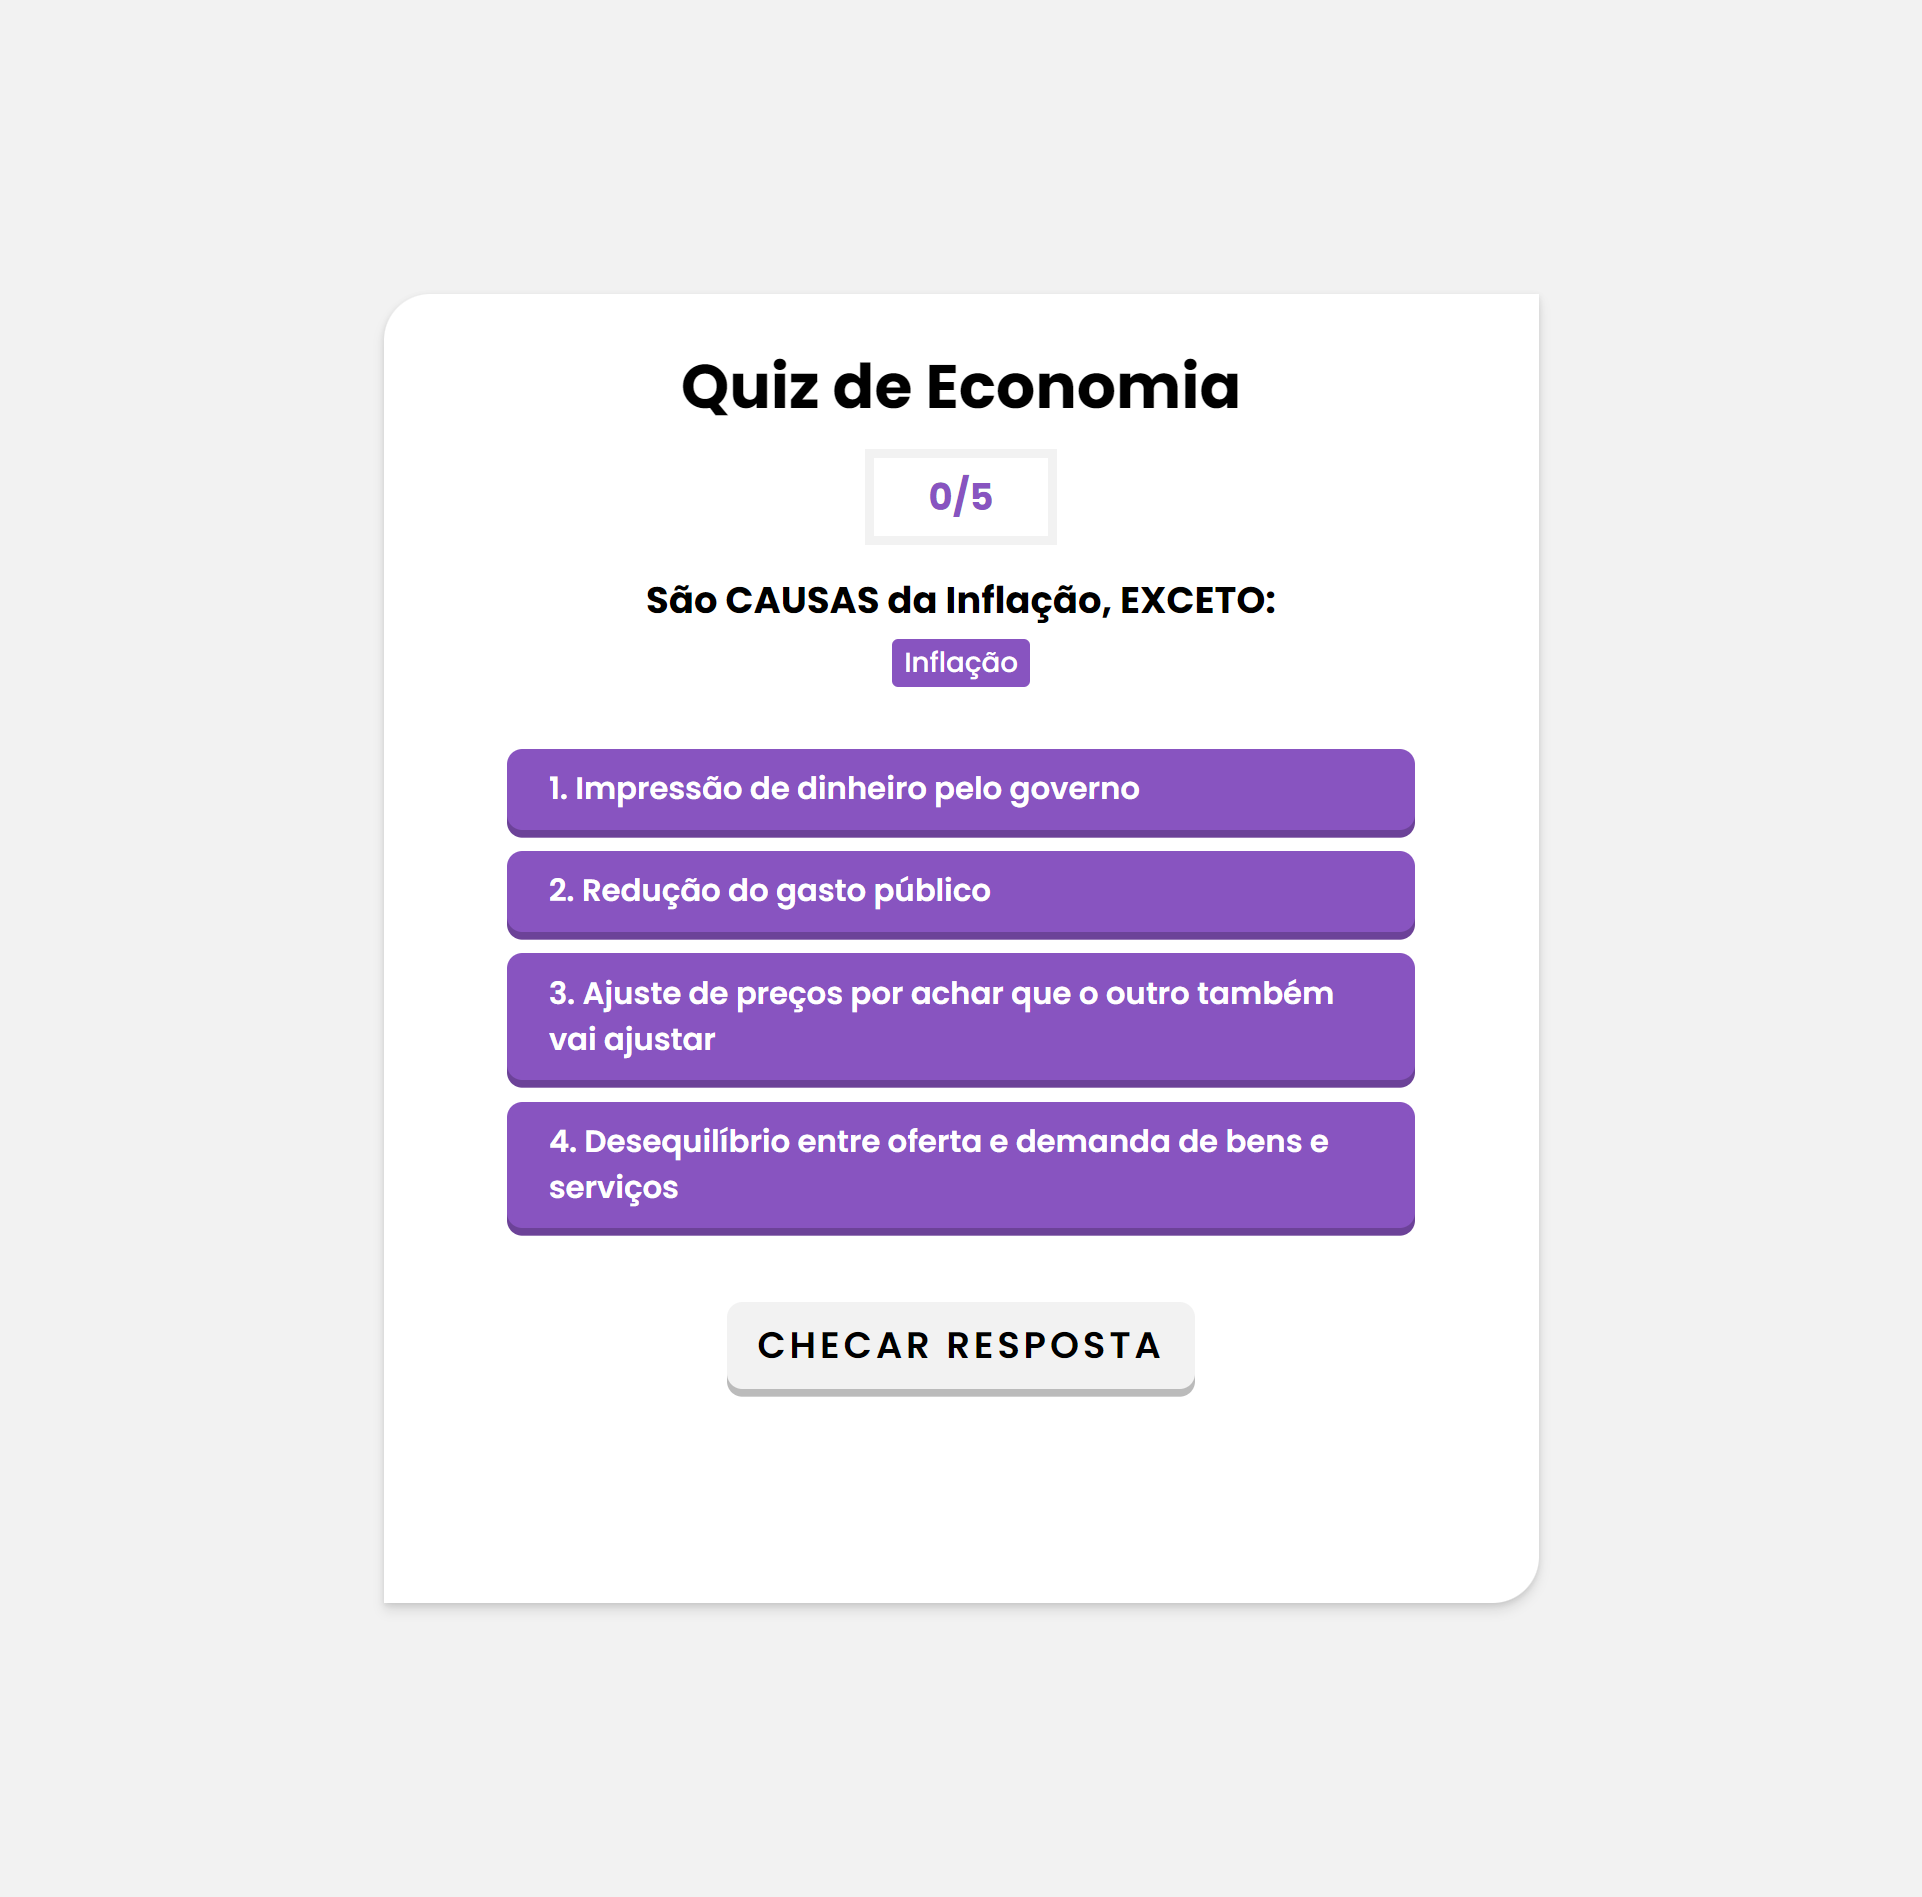 Quiz de Economia
0/5
São CAUSAS da Inflação, EXCETO:
Inflação
1. Impressão de dinheiro pelo governo
2. Redução do gasto público
3. Ajuste de preços por achar que o outro também
vai ajustar
4. Desequilíbrio entre oferta e demanda de bens e
serviços
CHECAR RESPOSTA